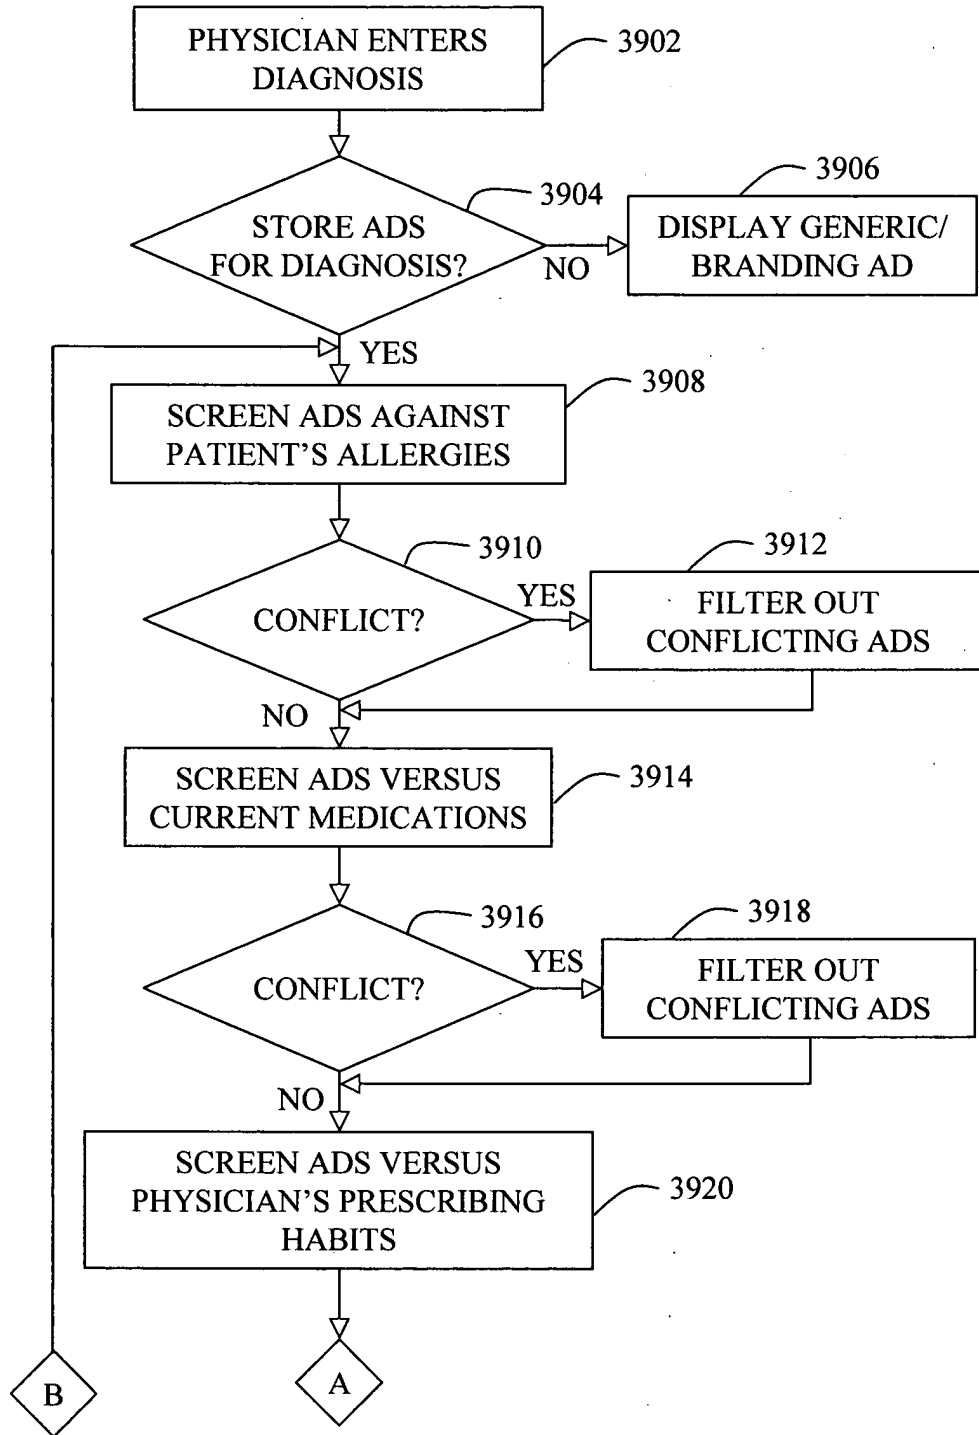 PHYSICIAN ENTERS
DIAGNOSIS
3902
STORE ADS
FOR DIAGNOSIS?
3904
NO
3906
DISPLAY GENERIC/
BRANDING AD
YES
3908
SCREEN ADS AGAINST
PATIENT'S ALLERGIES
3910
CONFLICT?
YES
3912
FILTER OUT
CONFLICTING ADS
NO
SCREEN ADS VERSUS
CURRENT MEDICATIONS
3914
3916
CONFLICT?
YES
3918
FILTER OUT
CONFLICTING ADS
NO
SCREEN ADS VERSUS
PHYSICIAN'S PRESCRIBING
HABITS
3920
B
A